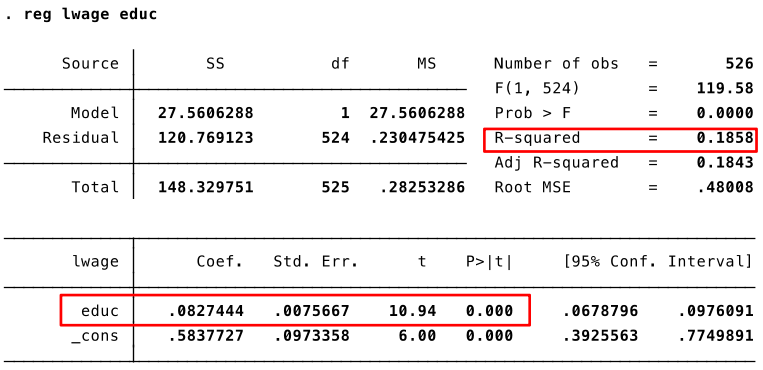 . reg lwage educ
Source | SS df MS Number of obs = 526
F(1, 524) = 119.58
Model | 27.5606288 1 27.5606288 Prob > F = 0.0000
Residual | 120.769123 524 .230475425 R-squared = 0.1858
Adj R-squared = 0.1843
Total | 148.329751 525 .28253286 Root MSE = .48008
lwage | Coef. Std. Err. t P>|t| [95% Conf. Interval]
educ | .0827444 .0075667 10.94 0.000 .0678796 .0976091
_cons | .5837727 .0973358 6.00 0.000 .3925563 .7749891